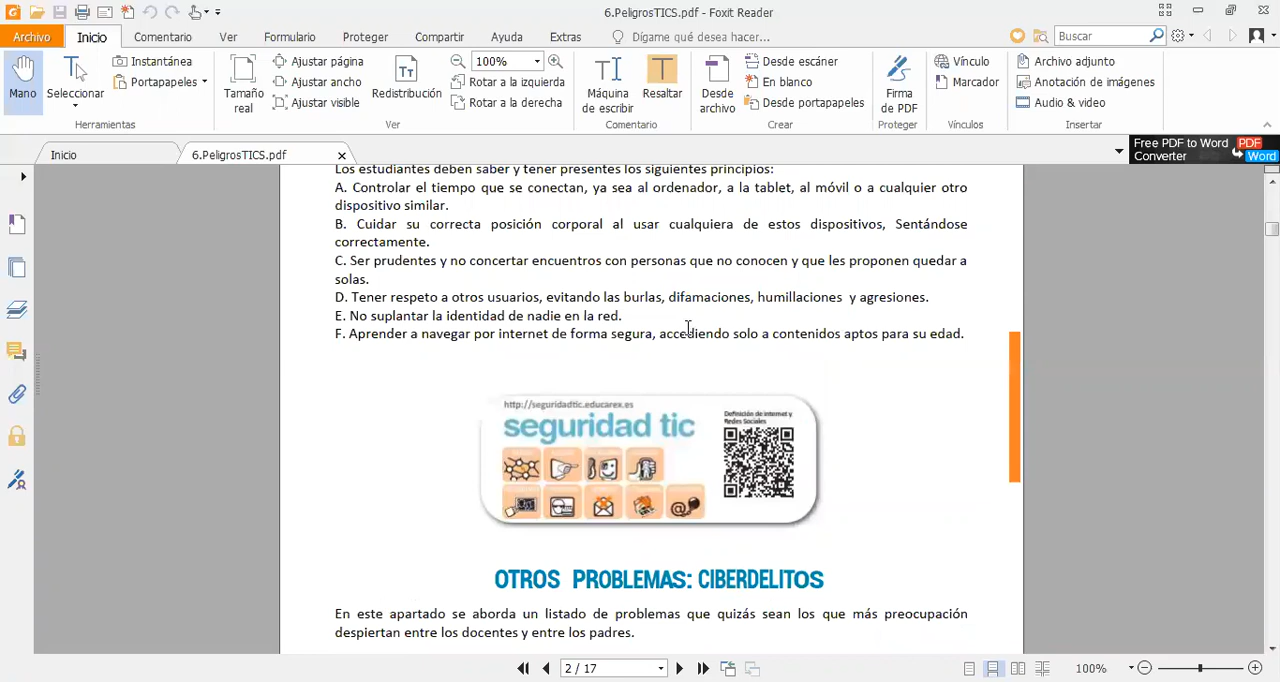 6.PeligrosTICS.pdf - Foxit Reader
Archivo Inicio Comentario Ver Formulario Proteger Compartir Ayuda Extras Dígame qué desea hacer... Buscar
Mano
Seleccionar
Instantánea
Portapapeles
Herramientas
Tamaño
real
Ajustar página
Ajustar ancho
Ajustar visible
Redistribución
100%
Rotar a la izquierda
Rotar a la derecha
Ver
Máquina
de escribir
Resaltar
Comentario
Desde
archivo
Desde escáner
En blanco
Desde portapapeles
Crear
Firma
de PDF
Proteger
Vínculo
Marcador
Vínculos
Archivo adjunto
Anotación de imágenes
Audio & video
Insertar
Inicio 6.PeligrosTICS.pdf
Free PDF to Word
Converter
PDF
Word
Los estudiantes deben saber y tener presentes los siguientes principios:
A. Controlar el tiempo que se conectan, ya sea al ordenador, a la tablet, al móvil o a cualquier otro
dispositivo similar.
B. Cuidar su correcta posición corporal al usar cualquiera de estos dispositivos, Sentándose
correctamente.
C. Ser prudentes y no concertar encuentros con personas que no conocen y que les proponen quedar a
solas.
D. Tener respeto a otros usuarios, evitando las burlas, difamaciones, humillaciones y agresiones.
E. No suplantar la identidad de nadie en la red.
F. Aprender a navegar por internet de forma segura, accediendo solo a contenidos aptos para su edad.
http://seguridadtic.educarex.es
seguridad tic
Definición de internet y
Redes Sociales
OTROS PROBLEMAS: CIBERDELITOS
En este apartado se aborda un listado de problemas que quizás sean los que más preocupación
despiertan entre los docentes y entre los padres.
2 / 17
100%